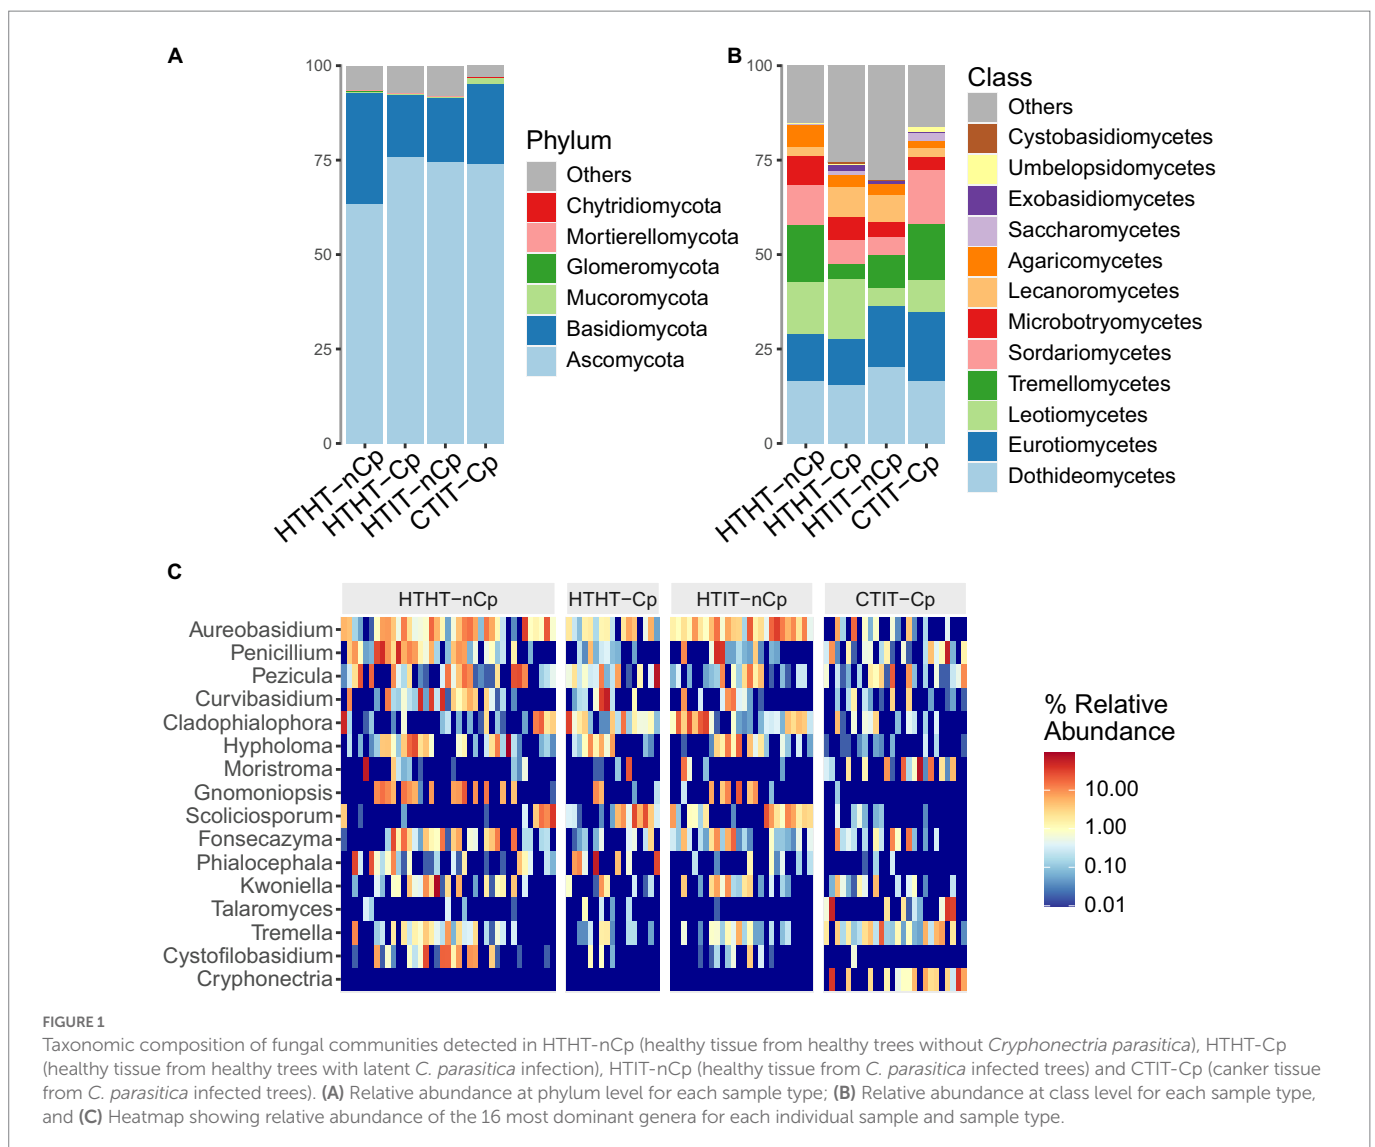 A
100
75
50
25
0
HTHT−nCp
HTHT−Cp
HTIT−nCp
CTIT−Cp
Phylum
Others
Chytridiomycota
Mortierellomycota
Glomeromycota
Mucoromycota
Basidiomycota
Ascomycota
B
100
75
50
25
0
HTHT−nCp
HTHT−Cp
HTIT−nCp
CTIT−Cp
Class
Others
Cystobasidiomycetes
Umbelopsidomycetes
Exobasidiomycetes
Saccharomycetes
Agaricomycetes
Lecanoromycetes
Microbotryomycetes
Sordariomycetes
Tremellomycetes
Leotiomycetes
Eurotiomycetes
Dothideomycetes
C
HTHT−nCp
HTHT−Cp
HTIT−nCp
CTIT−Cp
Aureobasidium
Penicillium
Pezicula
Curvibasidium
Cladophialophora
Hypholoma
Moristroma
Gnomoniopsis
Scoliciosporum
Fonsecazyma
Phialocephala
Kwoniella
Talaromyces
Tremella
Cystofilobasidium
Cryphonectria
% Relative
Abundance
10.00
1.00
0.10
0.01
FIGURE 1
Taxonomic composition of fungal communities detected in HTHT-nCp (healthy tissue from healthy trees without Cryphonectria parasitica), HTHT-Cp
(healthy tissue from healthy trees with latent C. parasitica infection), HTIT-nCp (healthy tissue from C. parasitica infected trees) and CTIT-Cp (canker tissue
from C. parasitica infected trees). (A) Relative abundance at phylum level for each sample type; (B) Relative abundance at class level for each sample type,
and (C) Heatmap showing relative abundance of the 16 most dominant genera for each individual sample and sample type.